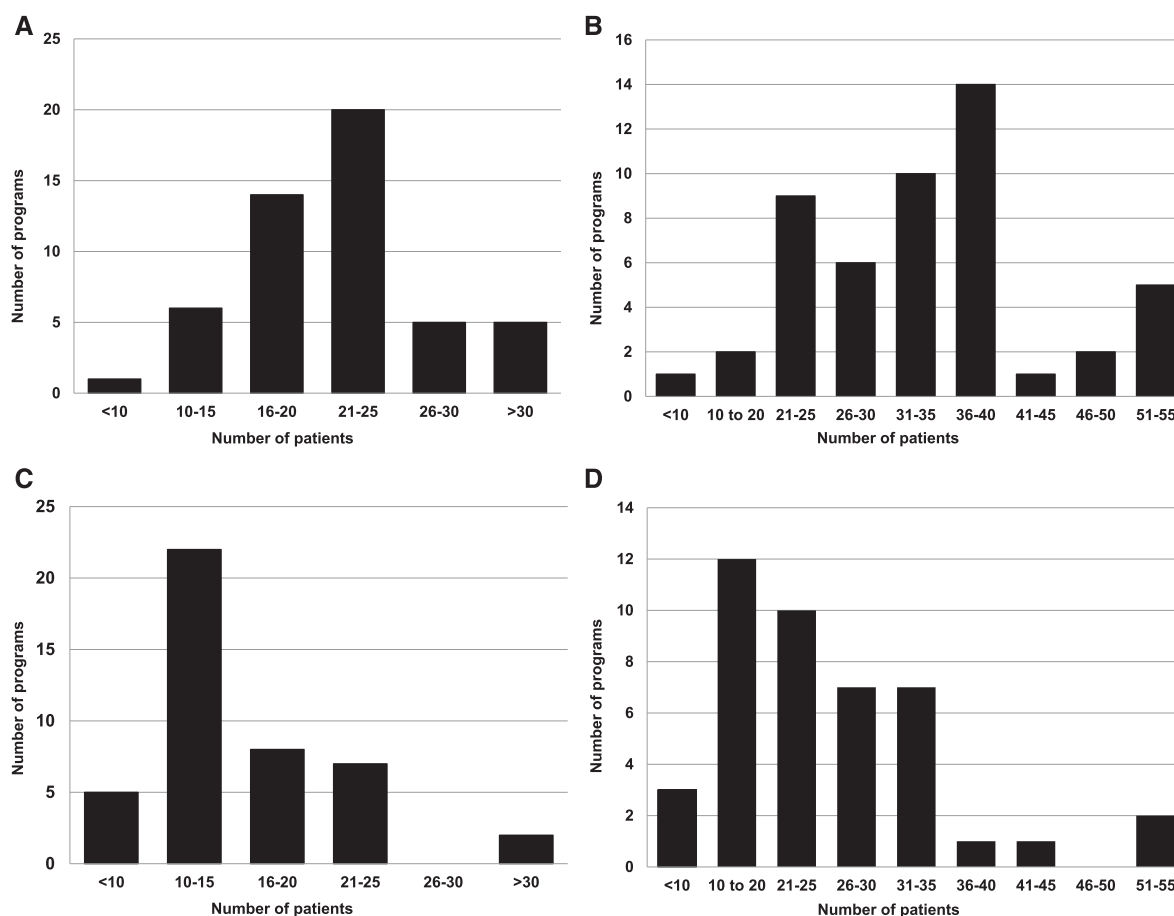 A
25
20
15
10
5
0
Number of programs
<10 10-15 16-20 21-25 26-30 >30
Number of patients
B
16
14
12
10
8
6
4
2
0
Number of programs
<10 10 to 20 21-25 26-30 31-35 36-40 41-45 46-50 51-55
Number of patients
C
25
20
15
10
5
0
Number of programs
<10 10-15 16-20 21-25 26-30 >30
Number of patients
D
14
12
10
8
6
4
2
0
Number of programs
<10 10 to 20 21-25 26-30 31-35 36-40 41-45 46-50 51-55
Number of patients